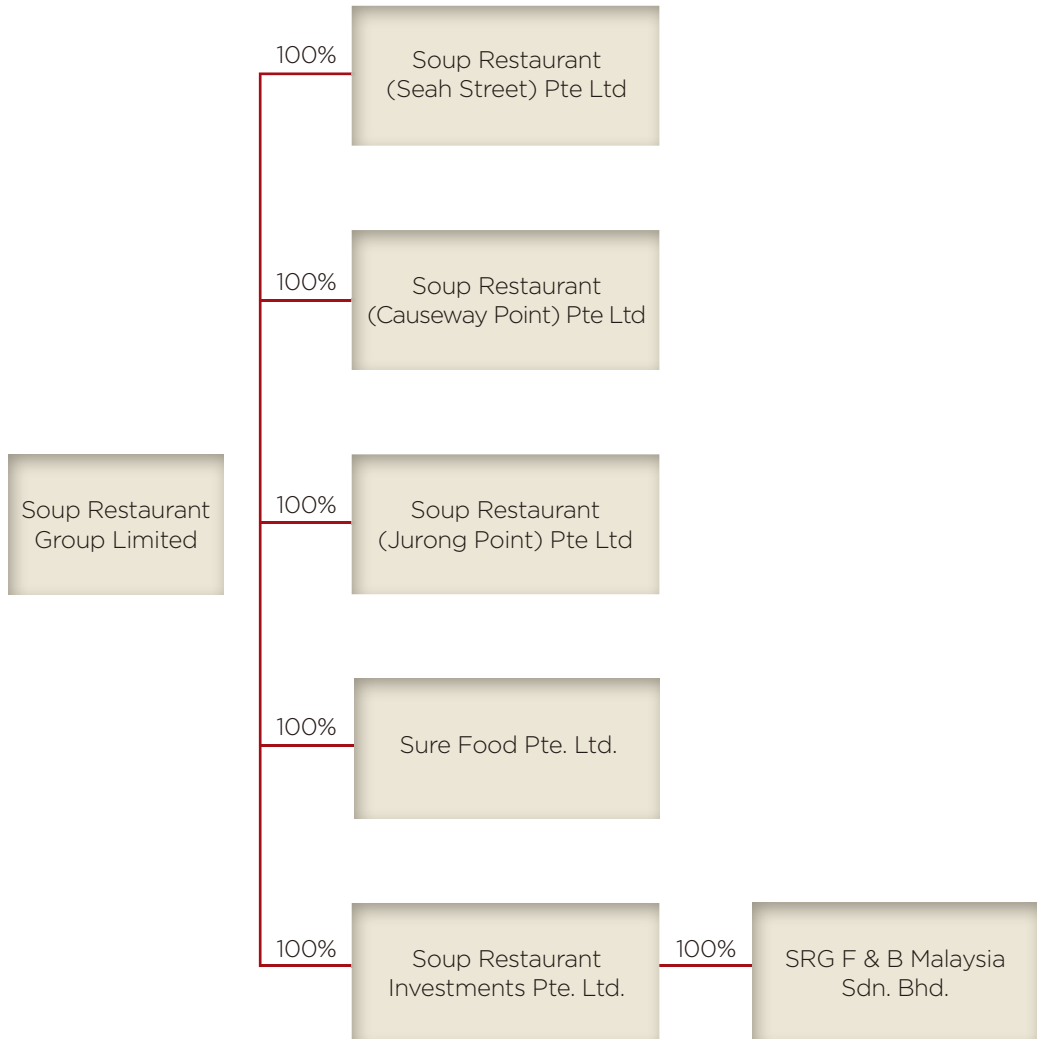 100%
Soup Restaurant
(Seah Street) Pte Ltd
100%
Soup Restaurant
(Causeway Point) Pte Ltd
Soup Restaurant
Group Limited
100%
Soup Restaurant
(Jurong Point) Pte Ltd
100%
Sure Food Pte. Ltd.
100%
Soup Restaurant
Investments Pte. Ltd.
100%
SRG F & B Malaysia
Sdn. Bhd.